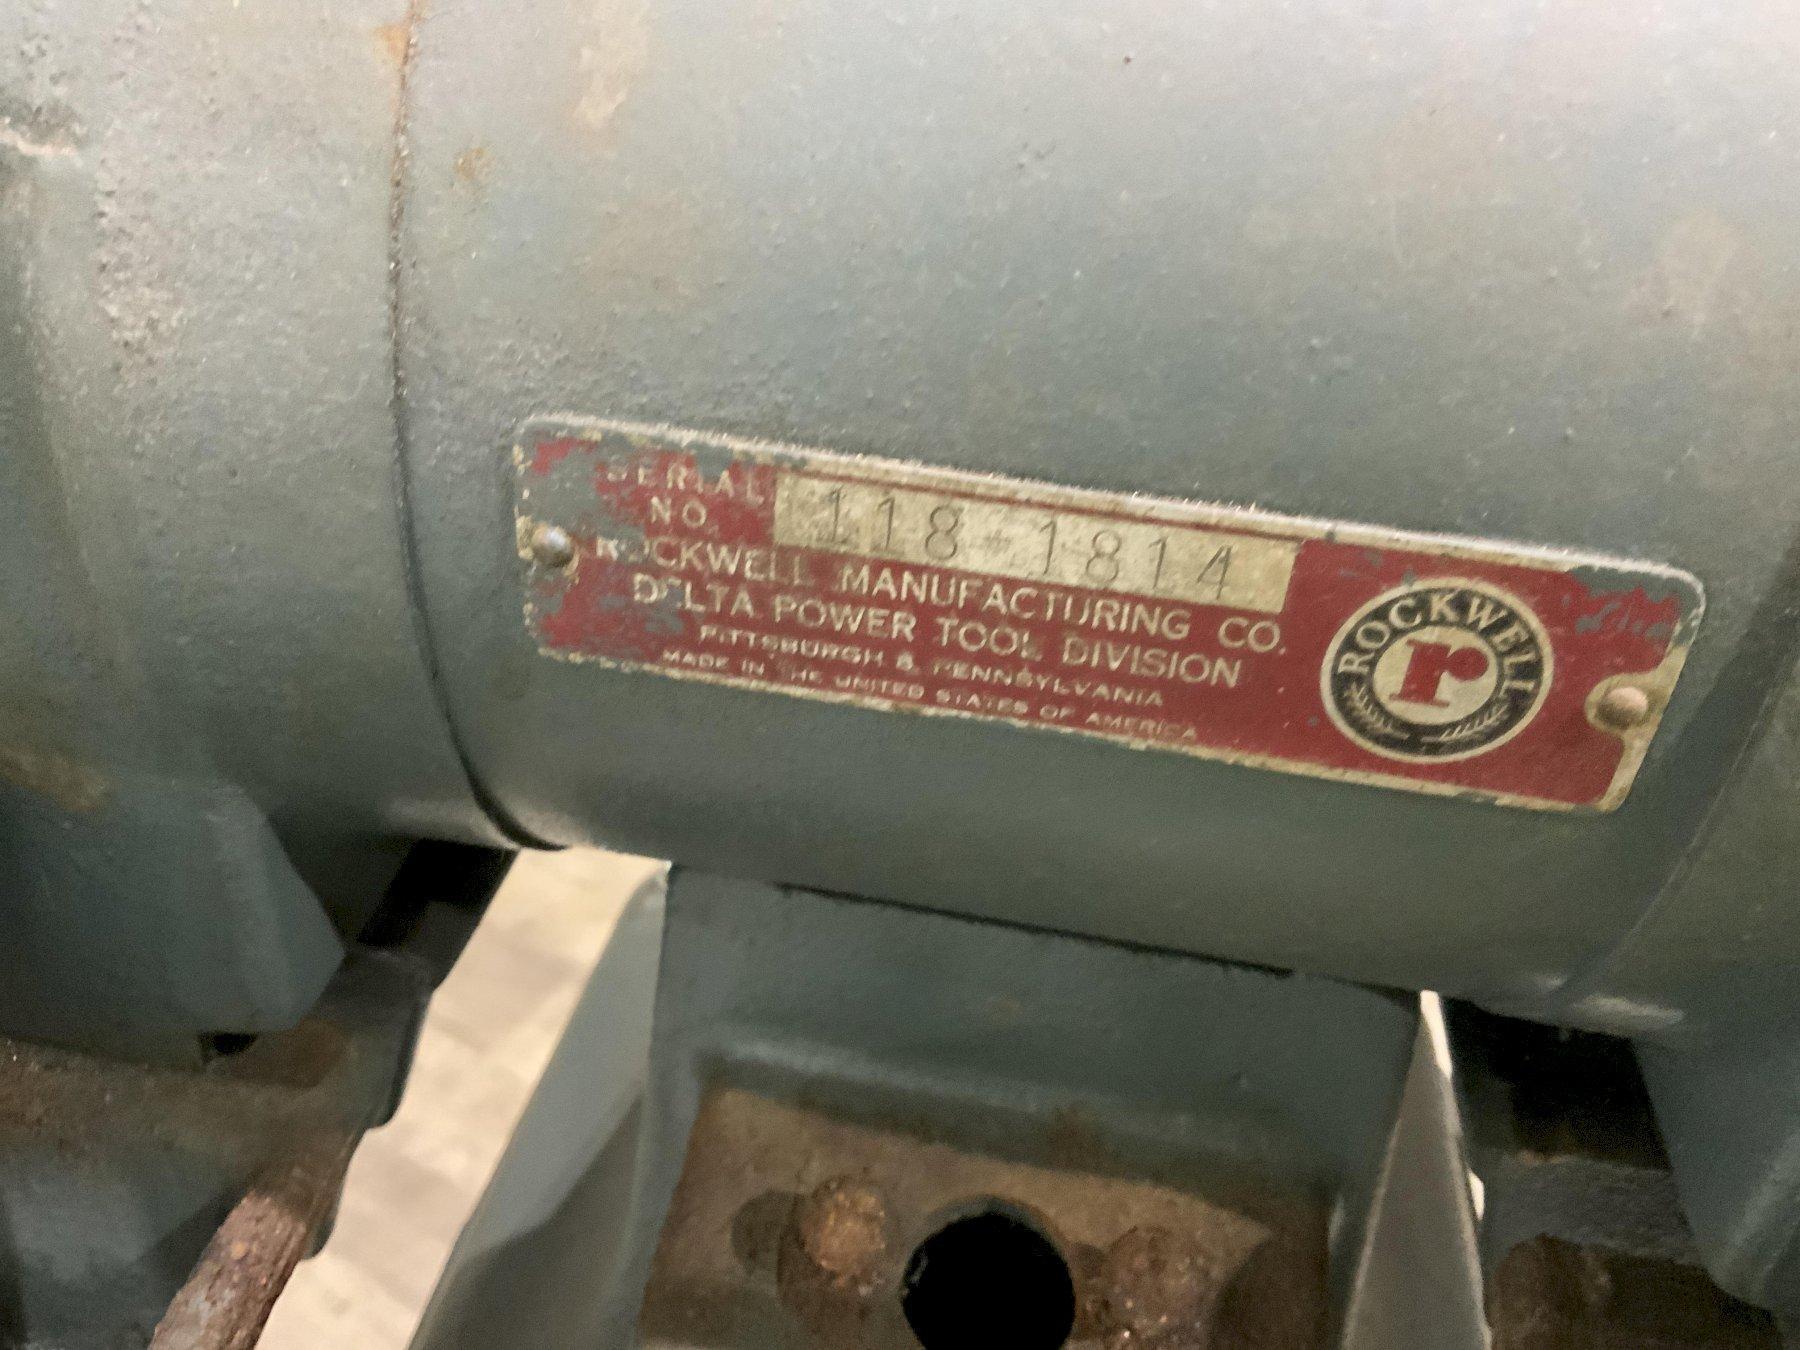 SERIAL
NO. 118-1814
ROCKWELL MANUFACTURING CO.
DELTA POWER TOOL DIVISION
PITTSBURGH 8, PENNSYLVANIA
MADE IN THE UNITED STATES OF AMERICA
ROCKWELL
r